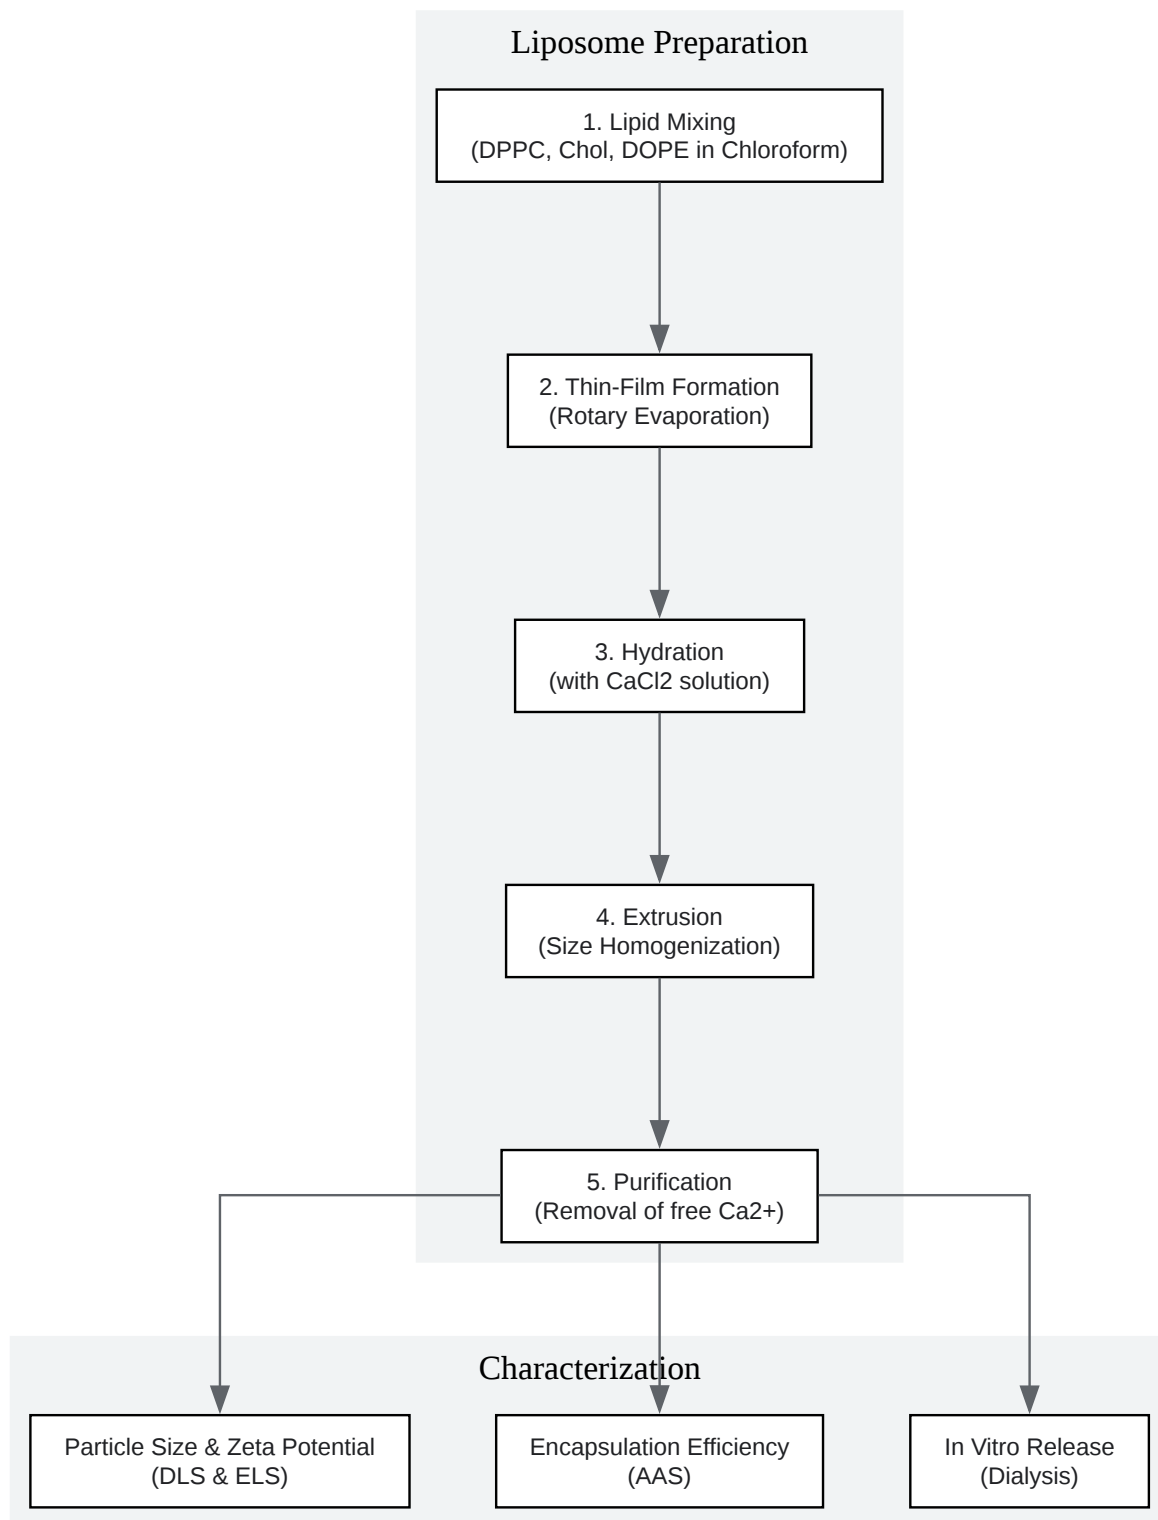 Liposome Preparation
1. Lipid Mixing
(DPPC, Chol, DOPE in Chloroform)
2. Thin-Film Formation
(Rotary Evaporation)
3. Hydration
(with CaCl2 solution)
4. Extrusion
(Size Homogenization)
5. Purification
(Removal of free Ca2+)
Characterization
Particle Size & Zeta Potential
(DLS & ELS)
Encapsulation Efficiency
(AAS)
In Vitro Release
(Dialysis)